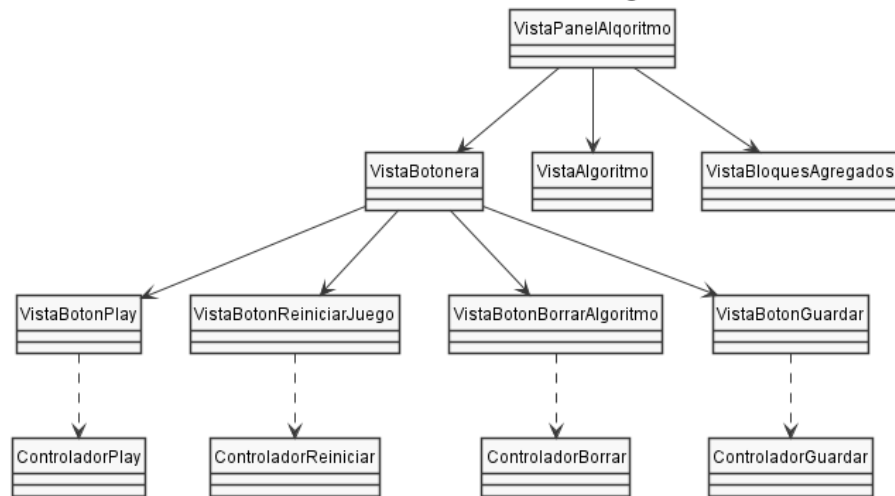 VistaPanelAlgoritmo
VistaBotonera
VistaAlgoritmo
VistaBloquesAgregados
VistaBotonPlay
VistaBotonReiniciarJuego
VistaBotonBorrarAlgoritmo
VistaBotonGuardar
ControladorPlay
ControladorReiniciar
ControladorBorrar
ControladorGuardar